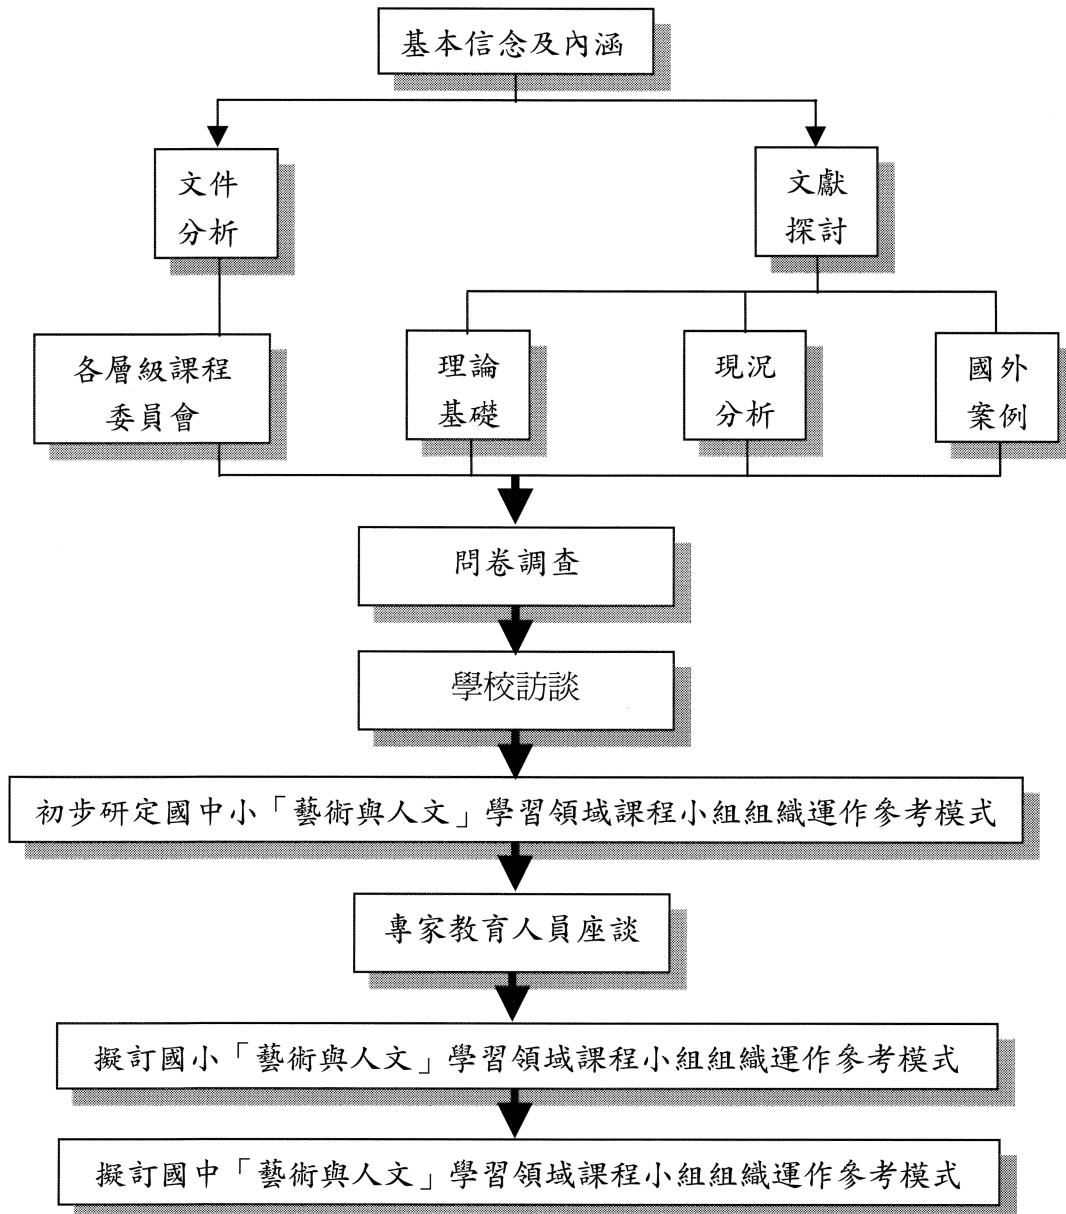 基本信念及內涵
文件
分析
文獻
探討
各層級課程
委員會
理論
基礎
現況
分析
國外
案例
問卷調查
學校訪談
初步研定國中小「藝術與人文」學習領域課程小組組織運作參考模式
專家教育人員座談
擬訂國小「藝術與人文」學習領域課程小組組織運作參考模式
擬訂國中「藝術與人文」學習領域課程小組組織運作參考模式